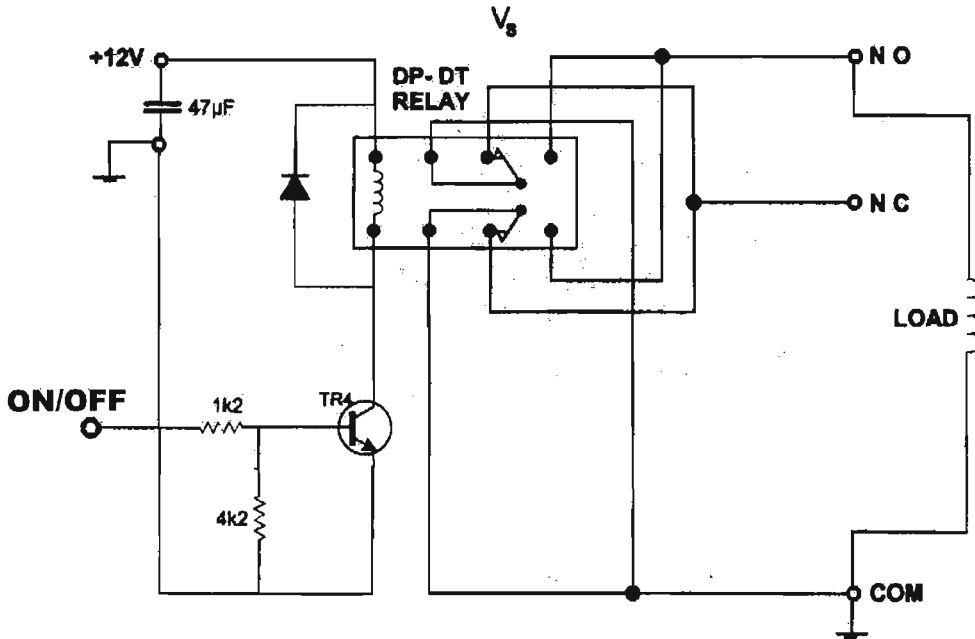 Vs
+12V
47µF
DP-DT
RELAY
N O
N C
LOAD
ON/OFF
1k2
TR4
4k2
COM